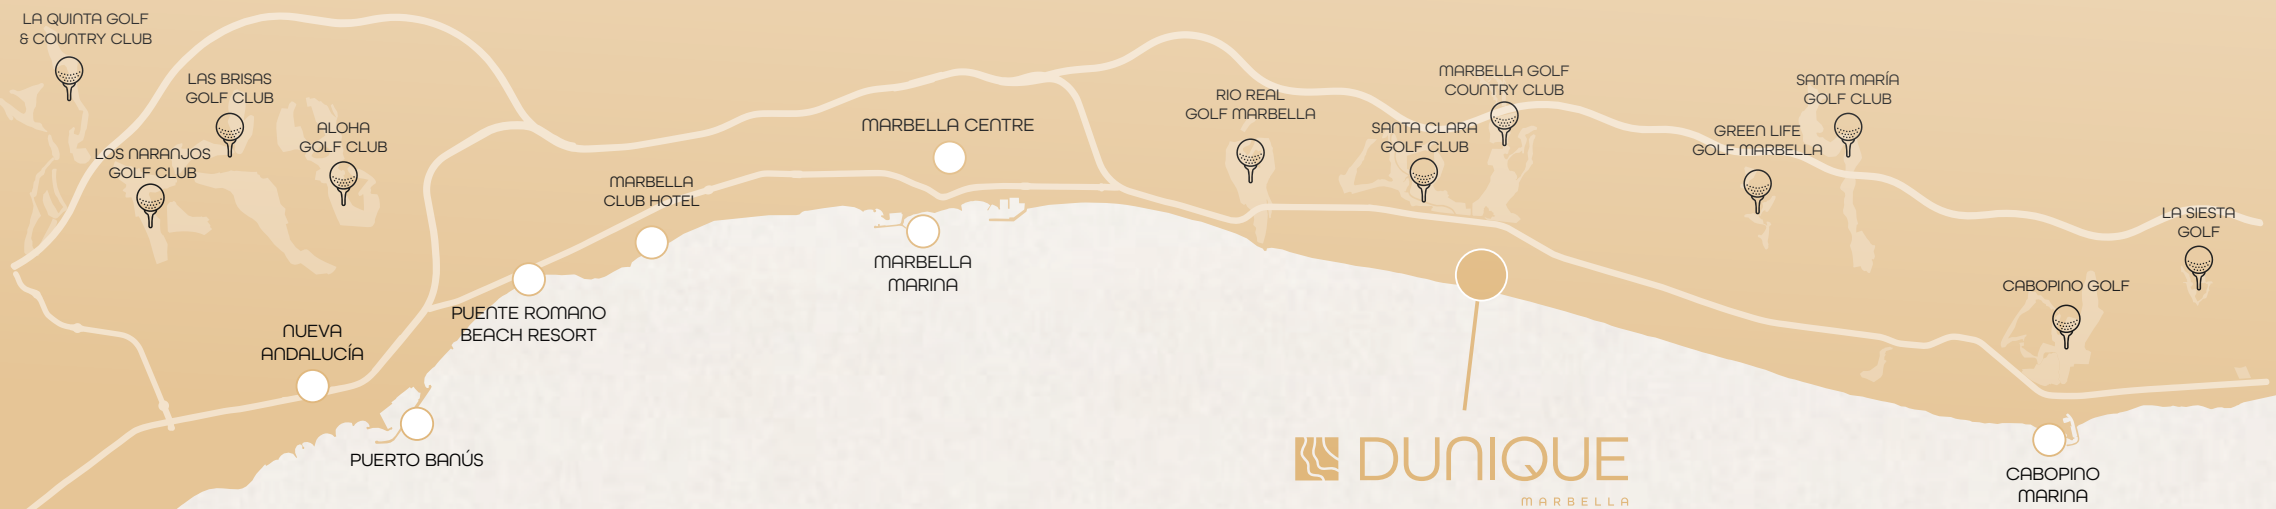 LA QUINTA GOLF
& COUNTRY CLUB
LAS BRISAS
GOLF CLUB
LOS NARANJOS
GOLF CLUB
ALOHA
GOLF CLUB
NUEVA
ANDALUCÍA
PUERTO BANÚS
PUENTE ROMANO
BEACH RESORT
MARBELLA
CLUB HOTEL
MARBELLA CENTRE
MARBELLA
MARINA
RIO REAL
GOLF MARBELLA
SANTA CLARA
GOLF CLUB
MARBELLA GOLF
COUNTRY CLUB
GREEN LIFE
GOLF MARBELLA
SANTA MARÍA
GOLF CLUB
LA SIESTA
GOLF
CABOPINO GOLF
CABOPINO
MARINA
DUNIQUE
MARBELLA